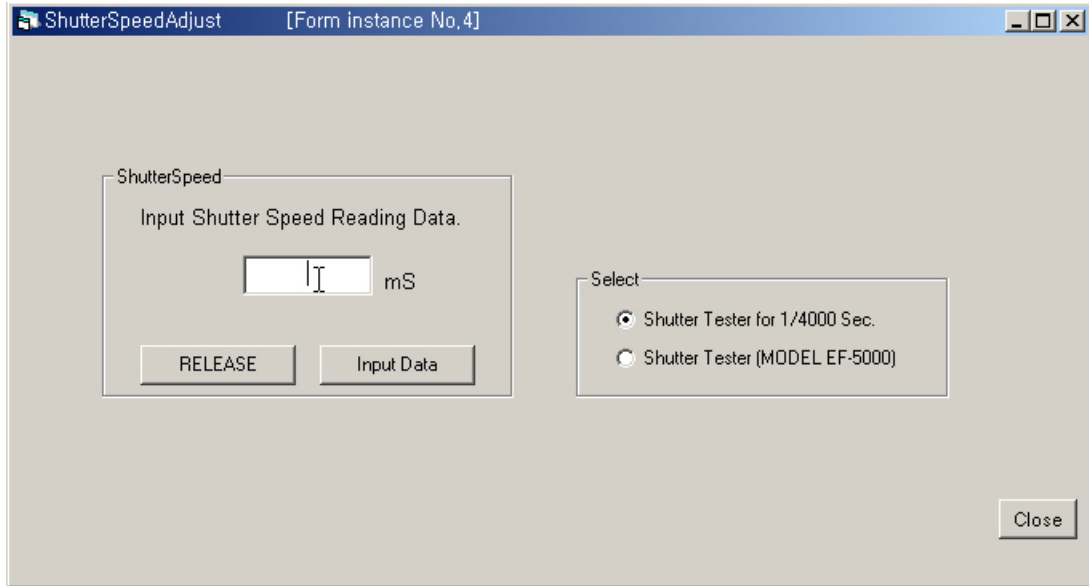 ShutterSpeedAdjust [Form instance No,4]
ShutterSpeed
Input Shutter Speed Reading Data.
mS
RELEASE
Input Data
Select
Shutter Tester for 1/4000 Sec.
Shutter Tester (MODEL EF-5000)
Close